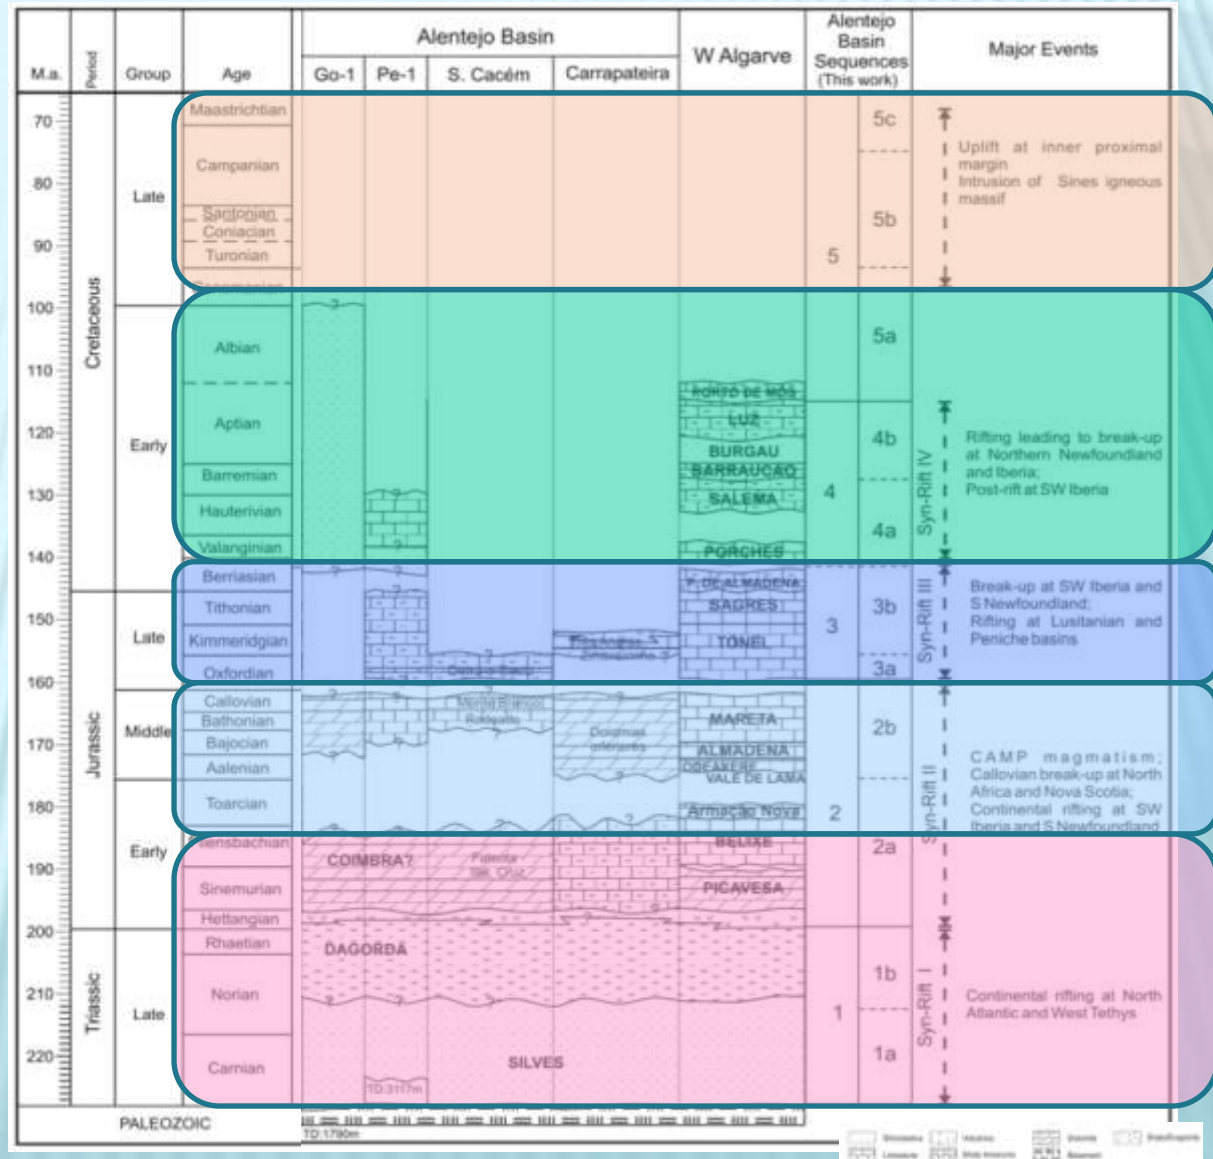 Alentejo Basin
Alentejo
Basin
Sequences
(This work)
M.a.
Period
Group
Age
Go-1
Pe-1
S. Cacém
Carrapateira
W Algarve
Major Events
70
80
90
100
110
120
130
140
150
160
170
180
190
200
210
220
Cretaceous
Jurassic
Triassic
Late
Early
Late
Middle
Early
Late
PALEOZOIC
Maastrichtian
Campanian
Santonian
Coniacian
Turonian
Albian
Aptian
Barremian
Hauterivian
Valanginian
Berriasian
Tithonian
Kimmeridgian
Oxfordian
Callovian
Bathonian
Bajocian
Aalenian
Toarcian
Sinemurian
Hettangian
Rhaetian
Norian
Carnian
COIMBRA?
DAGORDA
SILVES
TD:3117m
TD:1790m
PORTO DE MÓS
LUZ
BURGAU
SALEMA
PORCHES
P. DE ALMADENA
SAGRES
TONEL
MARETA
ALMADENA
VALE DE LAMA
Armação Nova
BELIXE
PICAVESA
5c
5b
5
5a
4b
4
4a
3b
3
3a
2b
2
2a
1b
1
1a
Syn-Rift IV
Syn-Rift III
Syn-Rift II
Syn-Rift I
Uplift at inner proximal
margin
Intrusion of Sines igneous
massif
Rifting leading to break-up
at Northern Newfoundland
and Iberia;
Post-rift at SW Iberia
Break-up at SW Iberia and
S Newfoundland;
Rifting at Lusitanian and
Peniche basins
CAMP magmatism;
Callovian break-up at North
Africa and Nova Scotia;
Continental rifting at SW
Iberia and S Newfoundland
Continental rifting at North
Atlantic and West Tethys